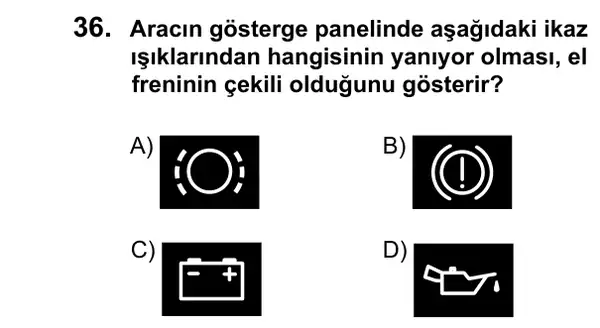 36. Aracın gösterge panelinde aşağıdaki ikaz
ışıklarından hangisinin yanıyor olması, el
freninin çekili olduğunu gösterir?
A)
B)
!
C)
- +
D)